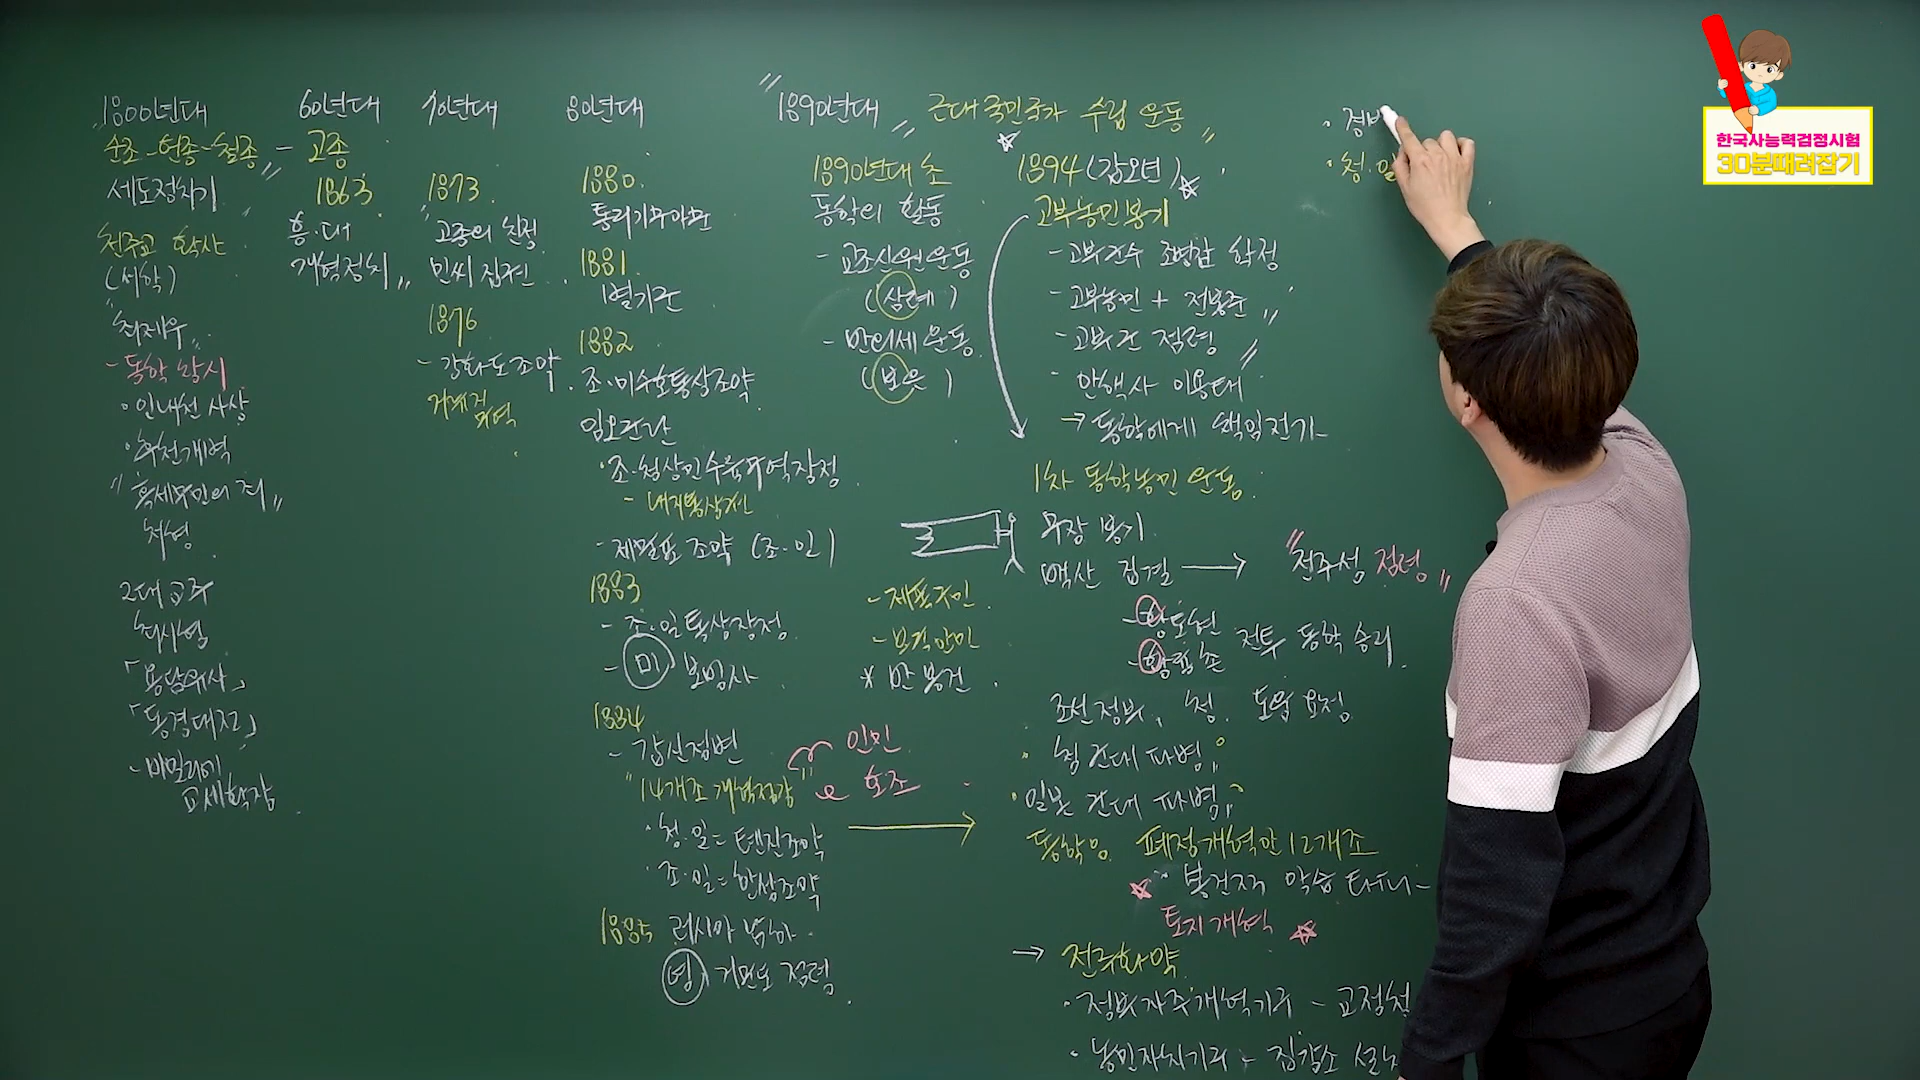 1800년대
순조-헌종-철종 - 고종
세도정치기
천주교 확산
(서학)
"최제우"
- 동학 창시
· 인내천 사상
· 후천개벽
"혹세무민의 죄"
처형
2대 교주
최시형
「용담유사」
「동경대전」
- 비밀리에
교세확장
60년대
1863
흥·대
개혁정치"
70년대
1873
"고종의 친정
민씨 집권
1876
- 강화도 조약
80년대
1880
통리기무아문
1881
별기군
1882
조·미수호통상조약
임오군란
· 조·청상민수륙무역장정
- 내지통상권
- 제물포 조약 (조·일)
1883
- 조·일통상장정
- 미 보빙사
1884
- 갑신정변
"14개조 개혁정강"
인민
호조
· 청·일 = 톈진조약
· 조·일 = 한성조약
1885 러시아 남하
영 거문도 점령
"1890년대" 근대 국민국가 수립 운동"
1890년대 초
동학의 활동
- 교조신원운동
(삼례)
- 반외세 운동
(보은)
- 제폭구민
- 보국안민
* 반봉건
1894 (갑오년)
고부농민봉기
- 고부군수 조병갑 학정
- 고부농민 + 전봉준"
- 고부군 점령
- 안핵사 이용태
→ 동학에게 책임전가
1차 동학농민 운동
무장 봉기
백산 집결 → "전주성 점령"
- 황토현
- 황룡촌
전투 동학 승리
조선정부, 청, 도움 요청
· 청 군대 파병
· 일본 군대 파병
동학은 폐정개혁안 12개조
봉건적 악습 타파
토지개혁
→ 전주화약
· 정부자주개혁기구 - 교정청
· 농민자치기구 - 집강소 설
· 청·일
한국사능력검정시험
30분때려잡기